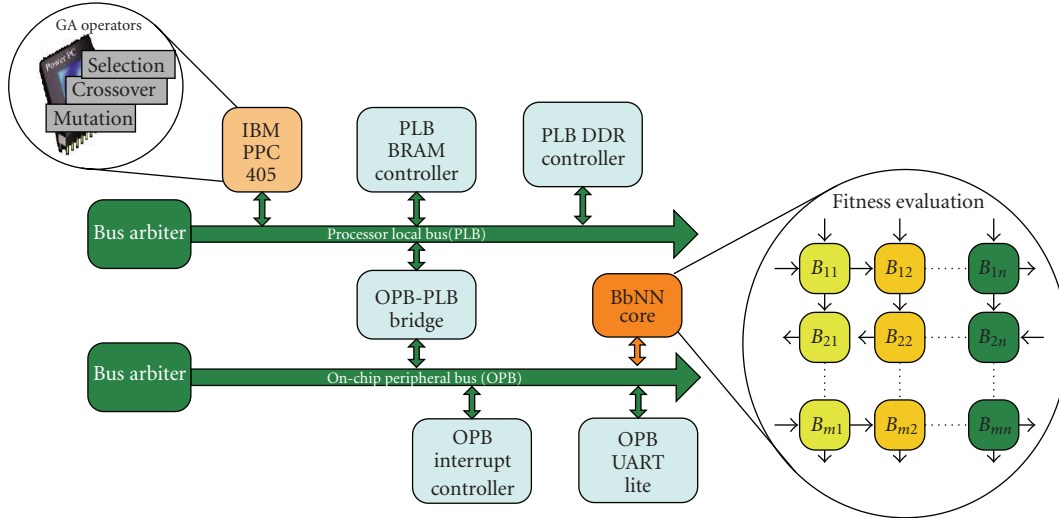 GA operators
Power PC
Selection
Crossover
Mutation
IBM
PPC
405
PLB
BRAM
controller
PLB DDR
controller
Bus arbiter
Processor local bus(PLB)
OPB-PLB
bridge
BbNN
core
Bus arbiter
On-chip peripheral bus (OPB)
OPB
interrupt
controller
OPB
UART
lite
Fitness evaluation
B11 B12 B1n
B21 B22 B2n
Bm1 Bm2 Bmn